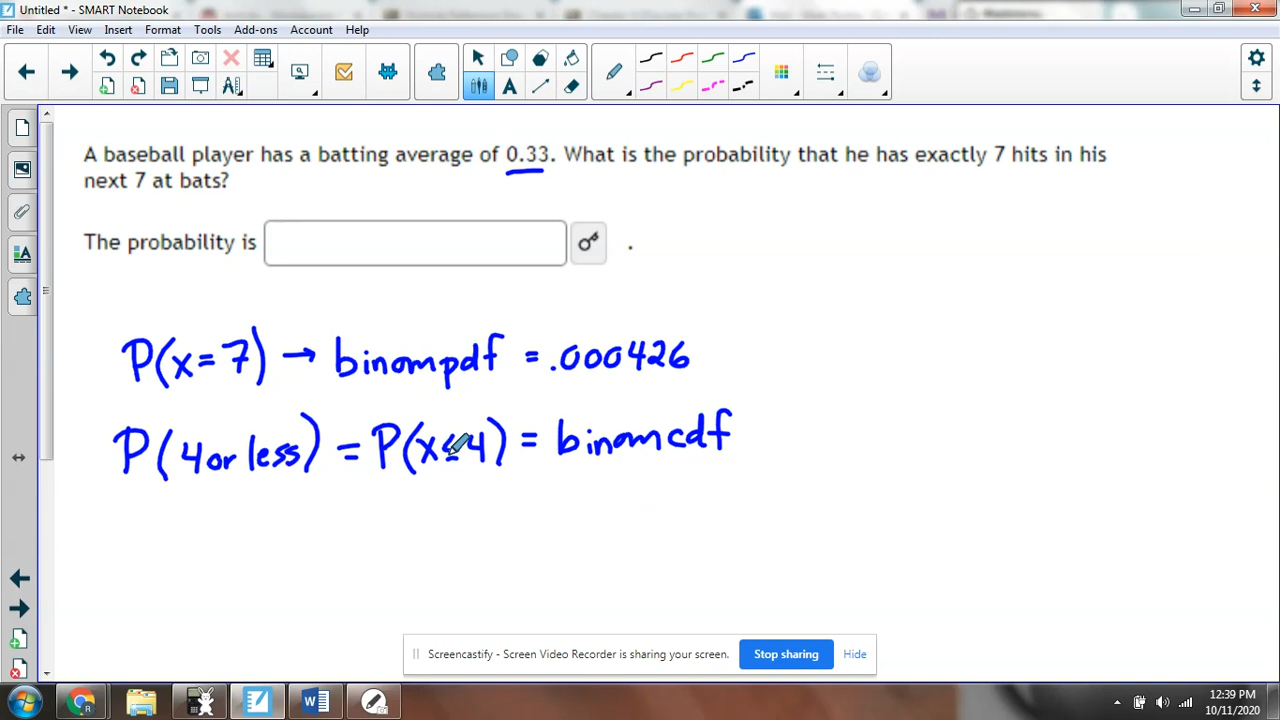 Untitled * - SMART Notebook
File Edit View Insert Format Tools Add-ons Account Help
A baseball player has a batting average of 0.33. What is the probability that he has exactly 7 hits in his
next 7 at bats?
The probability is .
P(x=7) → binompdf = .000426
P(4 or less) = P(x≤4) = binomcdf
Screencastify - Screen Video Recorder is sharing your screen. Stop sharing Hide
12:39 PM
10/11/2020